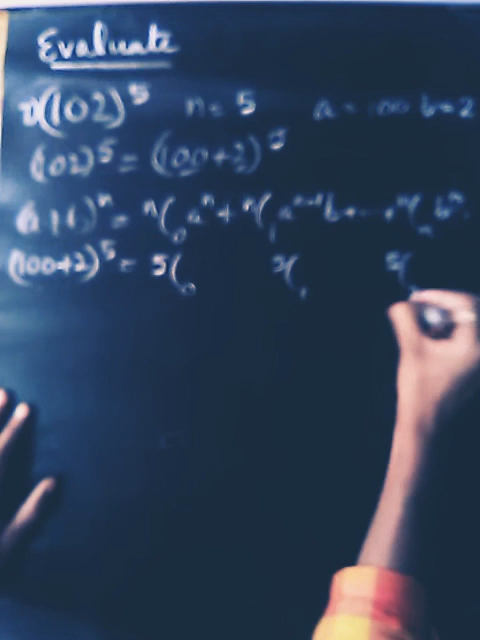 Evaluate
1) (102)⁵ n = 5 a = 100 b = 2
(102)⁵ = (100+2)⁵
(a+b)ⁿ = ⁿC₀ aⁿ + ⁿC₁ aⁿ⁻¹b + ... ⁿCₙ bⁿ.
(100+2)⁵ = 5C₀ 5C₁ 5C